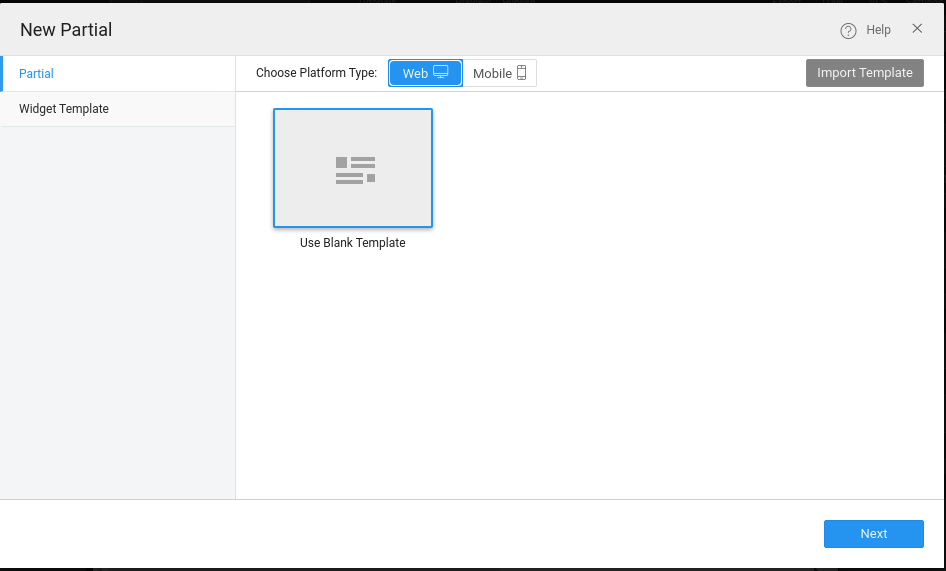 New Partial
Help
Partial
Choose Platform Type:
Web
Mobile
Import Template
Widget Template
Use Blank Template
Next